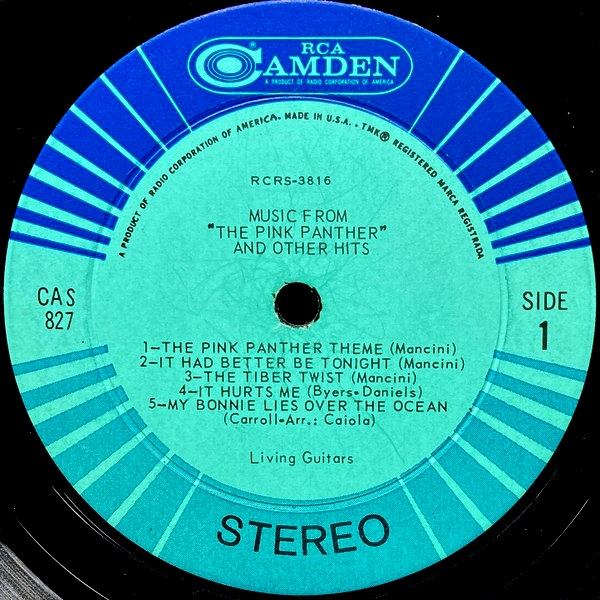 RCA
CAMDEN
®
A PRODUCT OF RADIO CORPORATION OF AMERICA
A PRODUCT OF RADIO CORPORATION OF AMERICA. MADE IN U.S.A. . TMK® REGISTERED MARCA REGISTRADA
RCRS-3816
MUSIC FROM
"THE PINK PANTHER"
AND OTHER HITS
CAS
827
SIDE
1
1—THE PINK PANTHER THEME (Mancini)
2—IT HAD BETTER BE TONIGHT (Mancini)
3—THE TIBER TWIST (Mancini)
4—IT HURTS ME (Byers-Daniels)
5—MY BONNIE LIES OVER THE OCEAN
(Carroll-Arr.: Caiola)
Living Guitars
STEREO